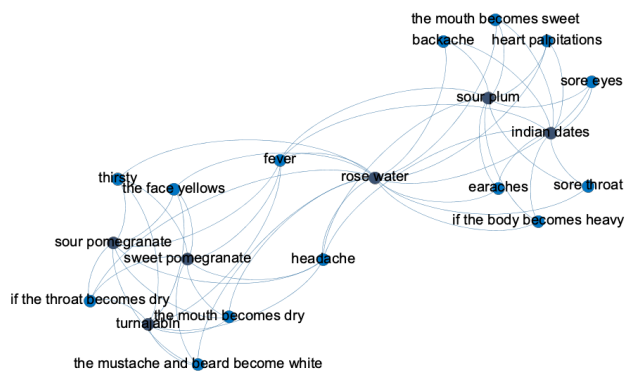 the mouth becomes sweet
backache
heart palpitations
sore eyes
sour plum
indian dates
fever
rose water
thirsty
the face yellows
earaches
sore throat
if the body becomes heavy
sour pomegranate
sweet pomegranate
headache
if the throat becomes dry
the mouth becomes dry
turnajabin
the mustache and beard become white